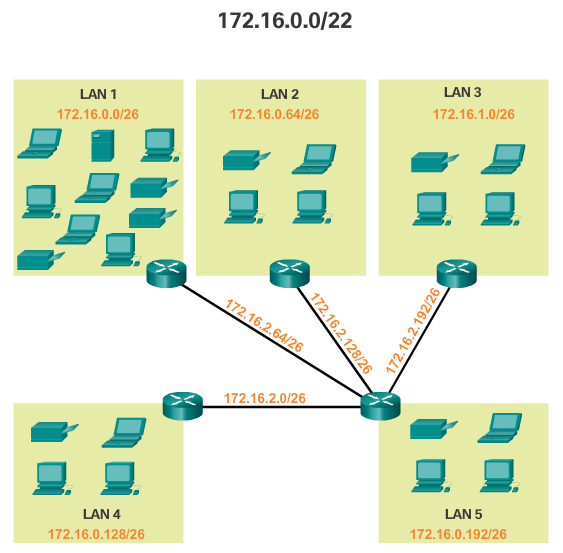 172.16.0.0/22
LAN 1
172.16.0.0/26
LAN 2
172.16.0.64/26
LAN 3
172.16.1.0/26
172.16.2.64/26
172.16.2.128/26
172.16.2.192/26
172.16.2.0/26
LAN 4
172.16.0.128/26
LAN 5
172.16.0.192/26